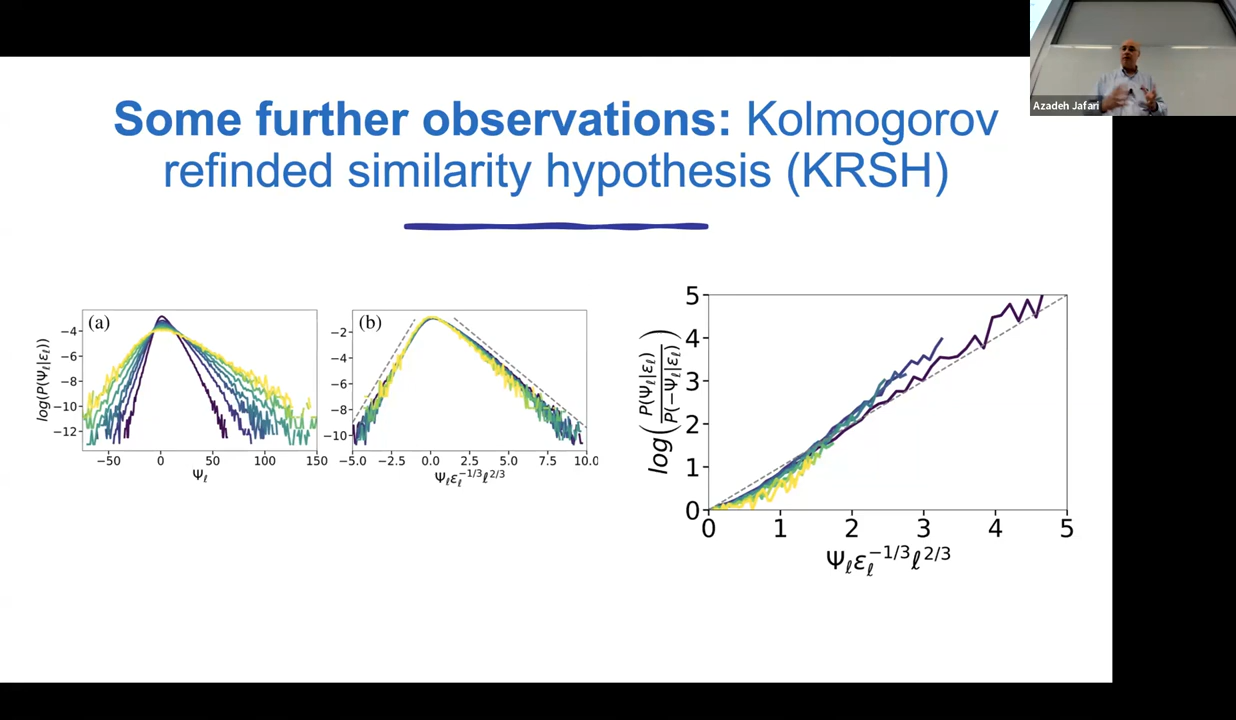 Azadeh Jafari
Some further observations: Kolmogorov
refinded similarity hypothesis (KRSH)
(a)
log(P(Ψℓ|εℓ))
−4
−6
−8
−10
−12
−50 0 50 100 150
Ψℓ
(b)
−2
−4
−6
−8
−10
−5.0 −2.5 0.0 2.5 5.0 7.5 10.0
Ψℓεℓ^−1/3ℓ^2/3
log(P(Ψℓ|εℓ)/P(−Ψℓ|εℓ))
5
4
3
2
1
0
0 1 2 3 4 5
Ψℓεℓ^−1/3ℓ^2/3